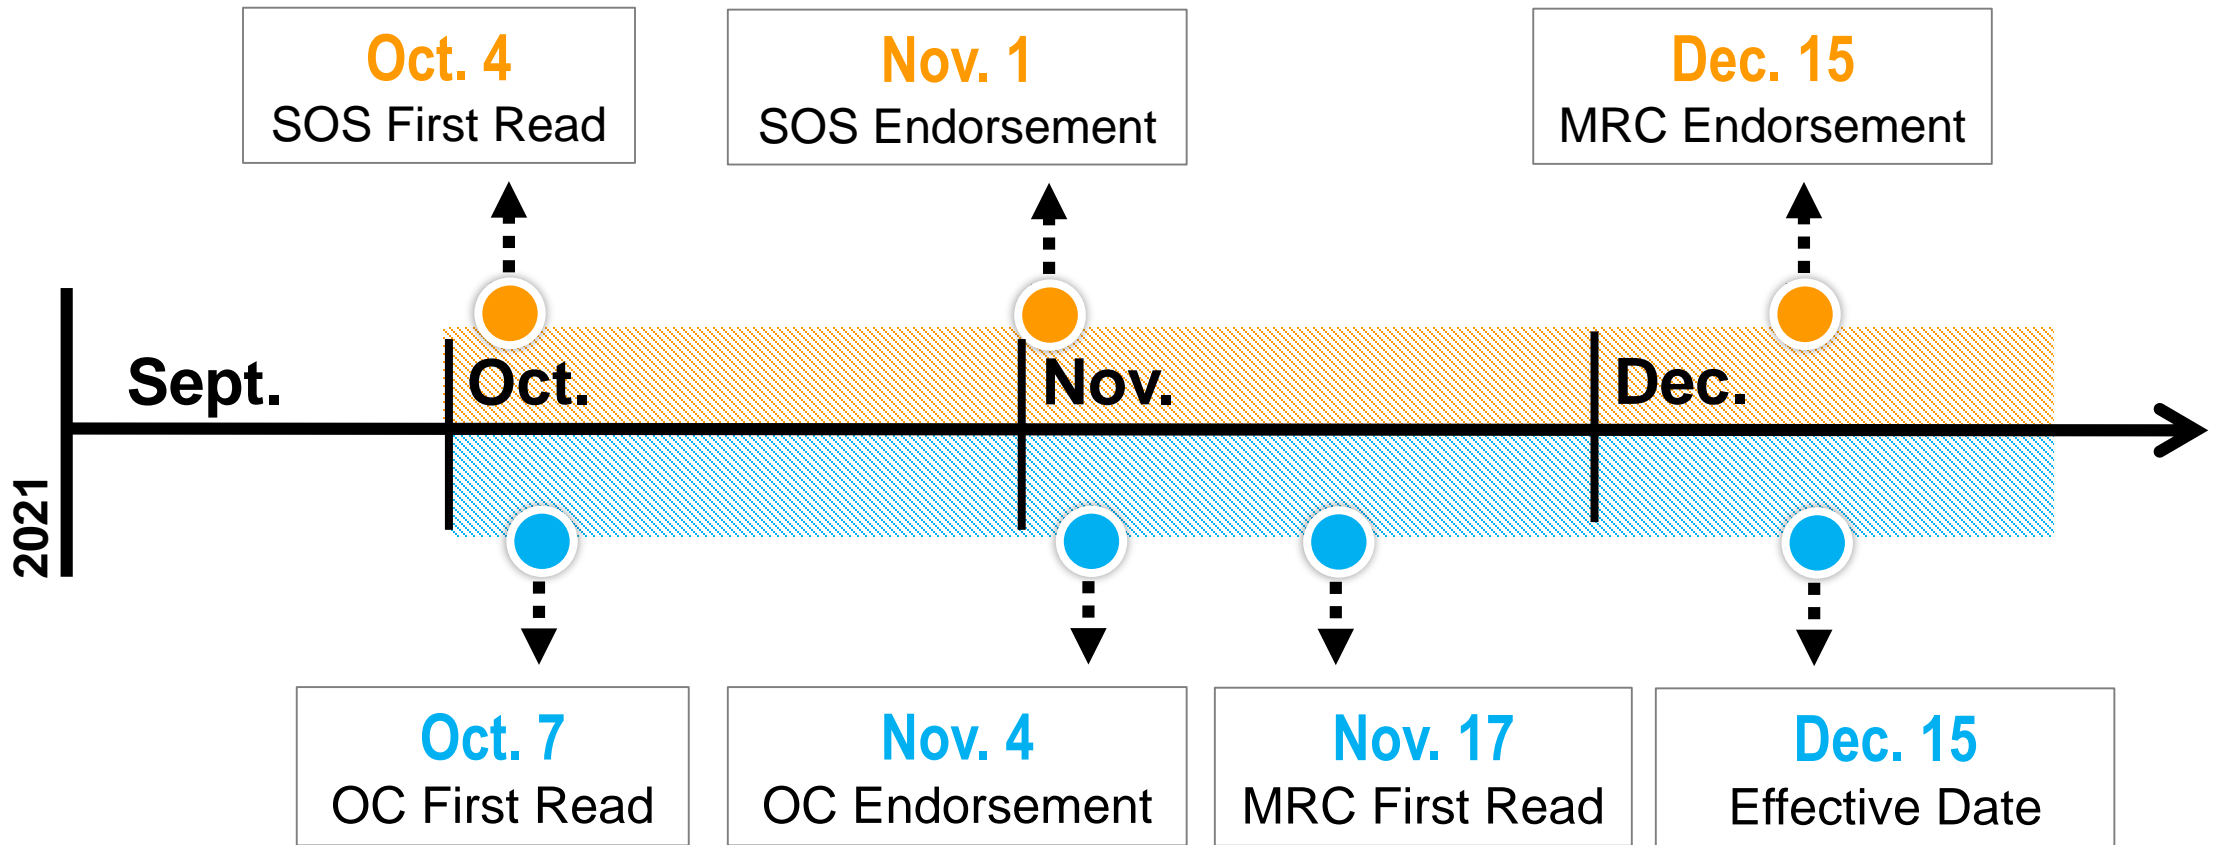 Oct. 4
SOS First Read
Nov. 1
SOS Endorsement
Dec. 15
MRC Endorsement
2021
Sept.
Oct.
Nov.
Dec.
Oct. 7
OC First Read
Nov. 4
OC Endorsement
Nov. 17
MRC First Read
Dec. 15
Effective Date